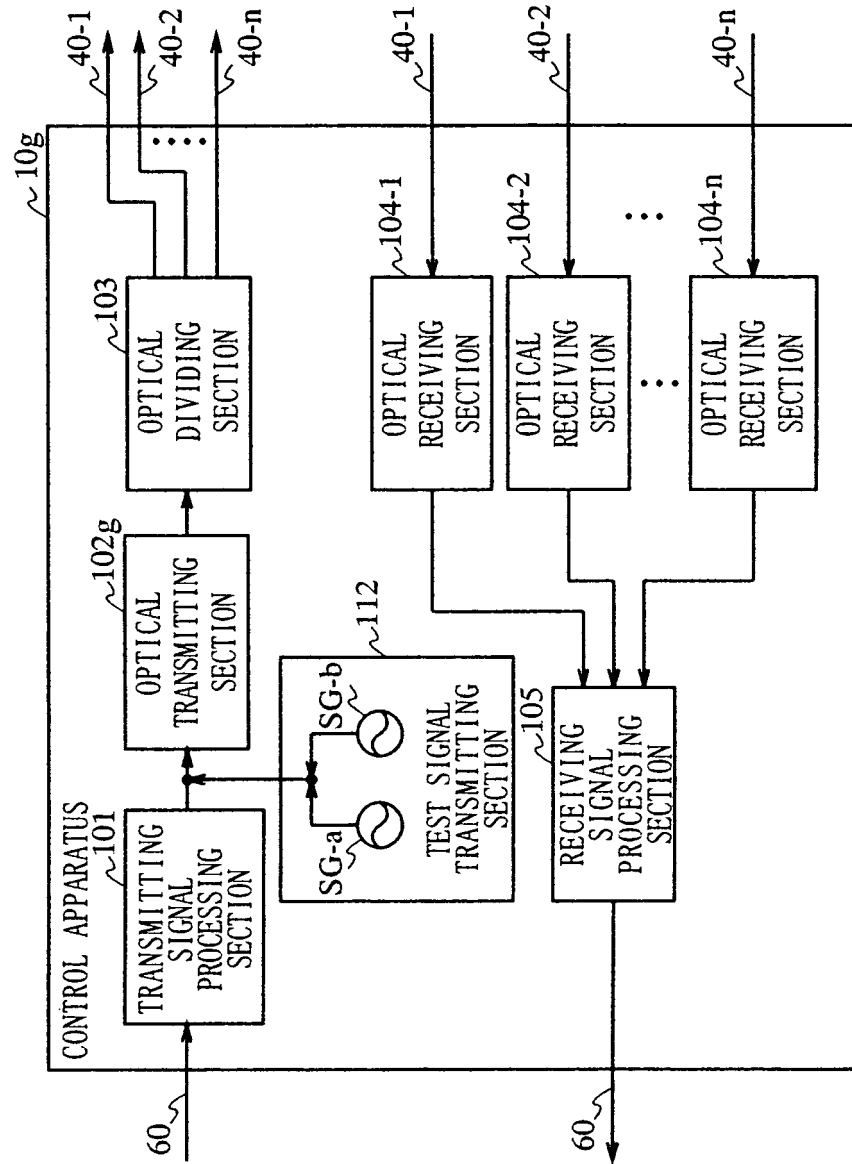 CONTROL APPARATUS
10g
60
101
TRANSMITTING
SIGNAL
PROCESSING
SECTION
102g
OPTICAL
TRANSMITTING
SECTION
103
OPTICAL
DIVIDING
SECTION
40-1
40-2
40-n
112
SG-a
SG-b
TEST SIGNAL
TRANSMITTING
SECTION
104-1
OPTICAL
RECEIVING
SECTION
40-1
104-2
OPTICAL
RECEIVING
SECTION
40-2
104-n
OPTICAL
RECEIVING
SECTION
40-n
105
RECEIVING
SIGNAL
PROCESSING
SECTION
60